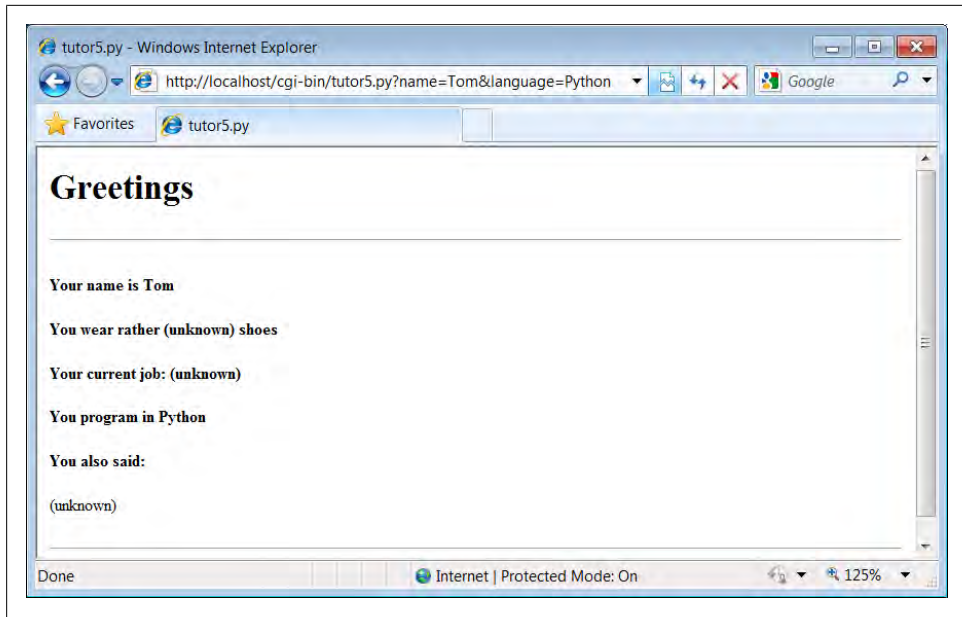 tutor5.py - Windows Internet Explorer
http://localhost/cgi-bin/tutor5.py?name=Tom&language=Python
Google
Favorites
tutor5.py
Greetings
Your name is Tom
You wear rather (unknown) shoes
Your current job: (unknown)
You program in Python
You also said:
(unknown)
Done
Internet | Protected Mode: On
125%